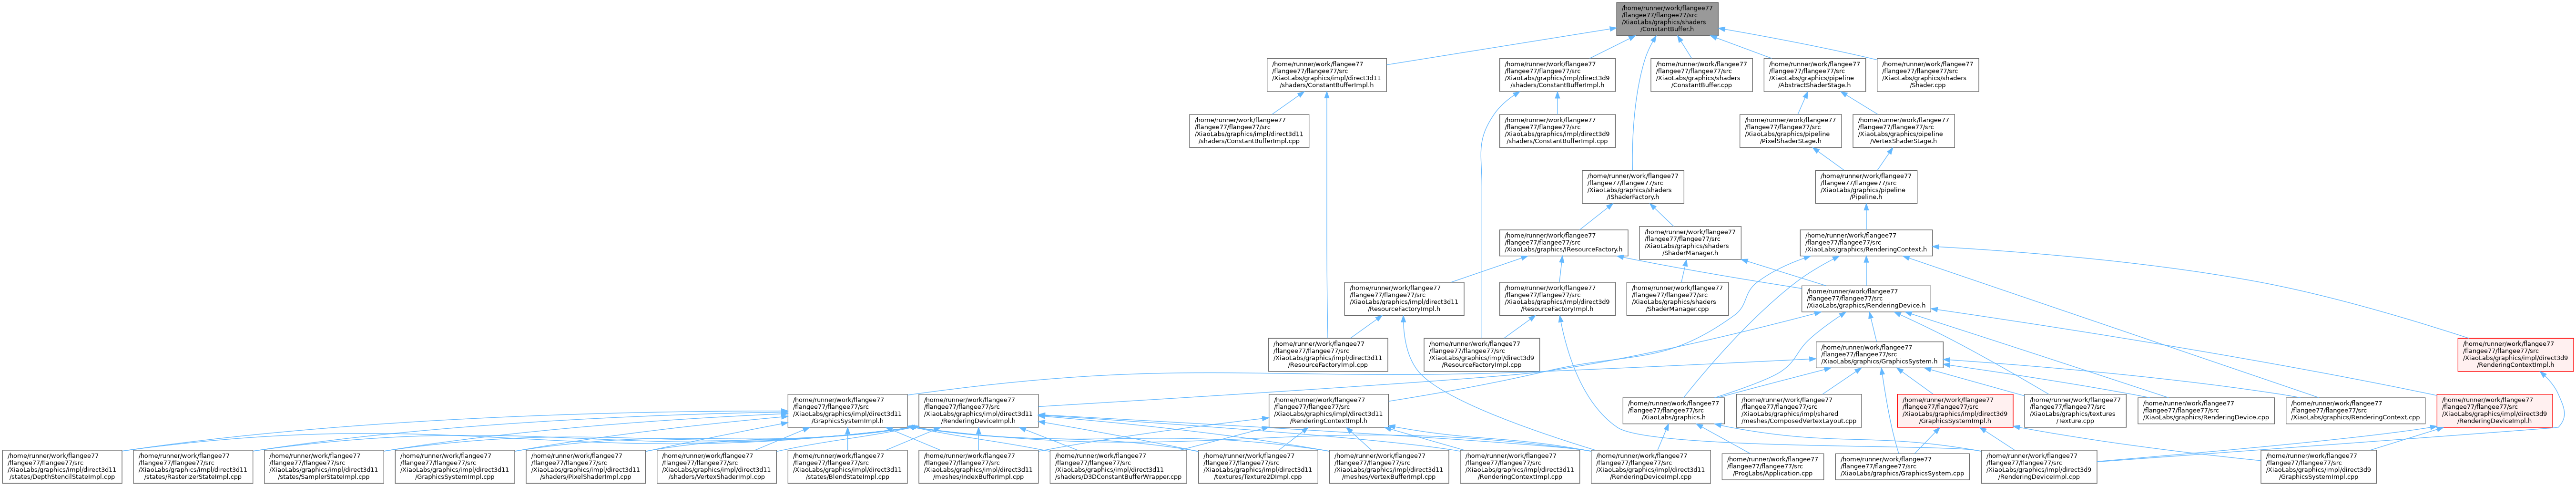 /home/runner/work/flangee77
/flangee77/flangee77/src
/XiaoLabs/graphics/shaders
/ConstantBuffer.h
/home/runner/work/flangee77
/flangee77/flangee77/src
/XiaoLabs/graphics/impl/direct3d11
/shaders/ConstantBufferImpl.h
/home/runner/work/flangee77
/flangee77/flangee77/src
/XiaoLabs/graphics/impl/direct3d9
/shaders/ConstantBufferImpl.h
/home/runner/work/flangee77
/flangee77/flangee77/src
/XiaoLabs/graphics/shaders
/ConstantBuffer.cpp
/home/runner/work/flangee77
/flangee77/flangee77/src
/XiaoLabs/graphics/pipeline
/AbstractShaderStage.h
/home/runner/work/flangee77
/flangee77/flangee77/src
/XiaoLabs/graphics/shaders
/Shader.cpp
/home/runner/work/flangee77
/flangee77/flangee77/src
/XiaoLabs/graphics/impl/direct3d11
/shaders/ConstantBufferImpl.cpp
/home/runner/work/flangee77
/flangee77/flangee77/src
/XiaoLabs/graphics/impl/direct3d9
/shaders/ConstantBufferImpl.cpp
/home/runner/work/flangee77
/flangee77/flangee77/src
/XiaoLabs/graphics/pipeline
/PixelShaderStage.h
/home/runner/work/flangee77
/flangee77/flangee77/src
/XiaoLabs/graphics/pipeline
/VertexShaderStage.h
/home/runner/work/flangee77
/flangee77/flangee77/src
/XiaoLabs/graphics/shaders
/IShaderFactory.h
/home/runner/work/flangee77
/flangee77/flangee77/src
/XiaoLabs/graphics/pipeline
/Pipeline.h
/home/runner/work/flangee77
/flangee77/flangee77/src
/XiaoLabs/graphics/IResourceFactory.h
/home/runner/work/flangee77
/flangee77/flangee77/src
/XiaoLabs/graphics/shaders
/ShaderManager.h
/home/runner/work/flangee77
/flangee77/flangee77/src
/XiaoLabs/graphics/RenderingContext.h
/home/runner/work/flangee77
/flangee77/flangee77/src
/XiaoLabs/graphics/impl/direct3d11
/ResourceFactoryImpl.h
/home/runner/work/flangee77
/flangee77/flangee77/src
/XiaoLabs/graphics/impl/direct3d9
/ResourceFactoryImpl.h
/home/runner/work/flangee77
/flangee77/flangee77/src
/XiaoLabs/graphics/shaders
/ShaderManager.cpp
/home/runner/work/flangee77
/flangee77/flangee77/src
/XiaoLabs/graphics/RenderingDevice.h
/home/runner/work/flangee77
/flangee77/flangee77/src
/XiaoLabs/graphics/impl/direct3d11
/ResourceFactoryImpl.cpp
/home/runner/work/flangee77
/flangee77/flangee77/src
/XiaoLabs/graphics/impl/direct3d9
/ResourceFactoryImpl.cpp
/home/runner/work/flangee77
/flangee77/flangee77/src
/XiaoLabs/graphics/GraphicsSystem.h
/home/runner/work/flangee77
/flangee77/flangee77/src
/XiaoLabs/graphics/impl/direct3d9
/RenderingContextImpl.h
/home/runner/work/flangee77
/flangee77/flangee77/src
/XiaoLabs/graphics/impl/direct3d11
/GraphicsSystemImpl.h
/home/runner/work/flangee77
/flangee77/flangee77/src
/XiaoLabs/graphics/impl/direct3d11
/RenderingDeviceImpl.h
/home/runner/work/flangee77
/flangee77/flangee77/src
/XiaoLabs/graphics/impl/direct3d11
/RenderingContextImpl.h
/home/runner/work/flangee77
/flangee77/flangee77/src
/XiaoLabs/graphics.h
/home/runner/work/flangee77
/flangee77/flangee77/src
/XiaoLabs/graphics/impl/shared
/meshes/ComposedVertexLayout.cpp
/home/runner/work/flangee77
/flangee77/flangee77/src
/XiaoLabs/graphics/impl/direct3d9
/GraphicsSystemImpl.h
/home/runner/work/flangee77
/flangee77/flangee77/src
/XiaoLabs/graphics/textures
/Texture.cpp
/home/runner/work/flangee77
/flangee77/flangee77/src
/XiaoLabs/graphics/RenderingDevice.cpp
/home/runner/work/flangee77
/flangee77/flangee77/src
/XiaoLabs/graphics/RenderingContext.cpp
/home/runner/work/flangee77
/flangee77/flangee77/src
/XiaoLabs/graphics/impl/direct3d9
/RenderingDeviceImpl.h
/home/runner/work/flangee77
/flangee77/flangee77/src
/XiaoLabs/graphics/impl/direct3d11
/states/DepthStencilStateImpl.cpp
/home/runner/work/flangee77
/flangee77/flangee77/src
/XiaoLabs/graphics/impl/direct3d11
/states/RasterizerStateImpl.cpp
/home/runner/work/flangee77
/flangee77/flangee77/src
/XiaoLabs/graphics/impl/direct3d11
/states/SamplerStateImpl.cpp
/home/runner/work/flangee77
/flangee77/flangee77/src
/XiaoLabs/graphics/impl/direct3d11
/GraphicsSystemImpl.cpp
/home/runner/work/flangee77
/flangee77/flangee77/src
/XiaoLabs/graphics/impl/direct3d11
/shaders/PixelShaderImpl.cpp
/home/runner/work/flangee77
/flangee77/flangee77/src
/XiaoLabs/graphics/impl/direct3d11
/shaders/VertexShaderImpl.cpp
/home/runner/work/flangee77
/flangee77/flangee77/src
/XiaoLabs/graphics/impl/direct3d11
/states/BlendStateImpl.cpp
/home/runner/work/flangee77
/flangee77/flangee77/src
/XiaoLabs/graphics/impl/direct3d11
/meshes/IndexBufferImpl.cpp
/home/runner/work/flangee77
/flangee77/flangee77/src
/XiaoLabs/graphics/impl/direct3d11
/shaders/D3DConstantBufferWrapper.cpp
/home/runner/work/flangee77
/flangee77/flangee77/src
/XiaoLabs/graphics/impl/direct3d11
/textures/Texture2DImpl.cpp
/home/runner/work/flangee77
/flangee77/flangee77/src
/XiaoLabs/graphics/impl/direct3d11
/meshes/VertexBufferImpl.cpp
/home/runner/work/flangee77
/flangee77/flangee77/src
/XiaoLabs/graphics/impl/direct3d11
/RenderingContextImpl.cpp
/home/runner/work/flangee77
/flangee77/flangee77/src
/XiaoLabs/graphics/impl/direct3d11
/RenderingDeviceImpl.cpp
/home/runner/work/flangee77
/flangee77/flangee77/src
/ProgLabs/Application.cpp
/home/runner/work/flangee77
/flangee77/flangee77/src
/XiaoLabs/graphics/GraphicsSystem.cpp
/home/runner/work/flangee77
/flangee77/flangee77/src
/XiaoLabs/graphics/impl/direct3d9
/RenderingDeviceImpl.cpp
/home/runner/work/flangee77
/flangee77/flangee77/src
/XiaoLabs/graphics/impl/direct3d9
/GraphicsSystemImpl.cpp